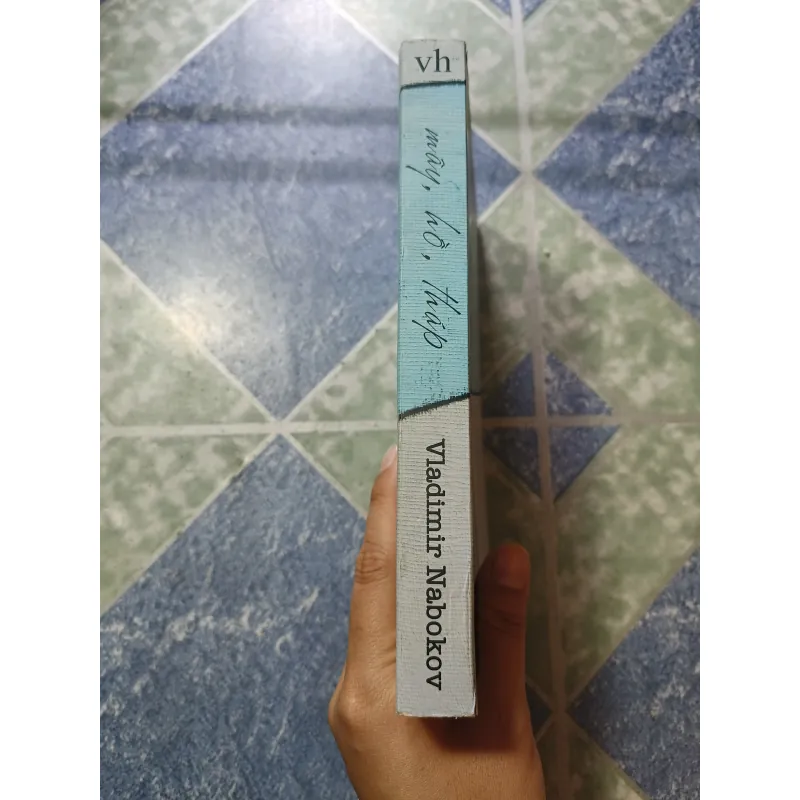 vh
mây, hồ, tháp
Vladimir Nabokov